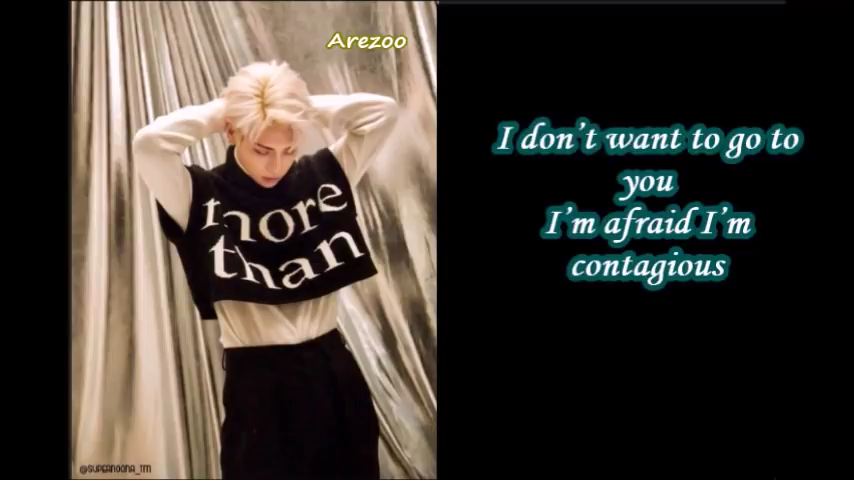 Arezoo
I don't want to go to
you
I'm afraid I'm
contagious
more
than
@SUPERNOONA_TM